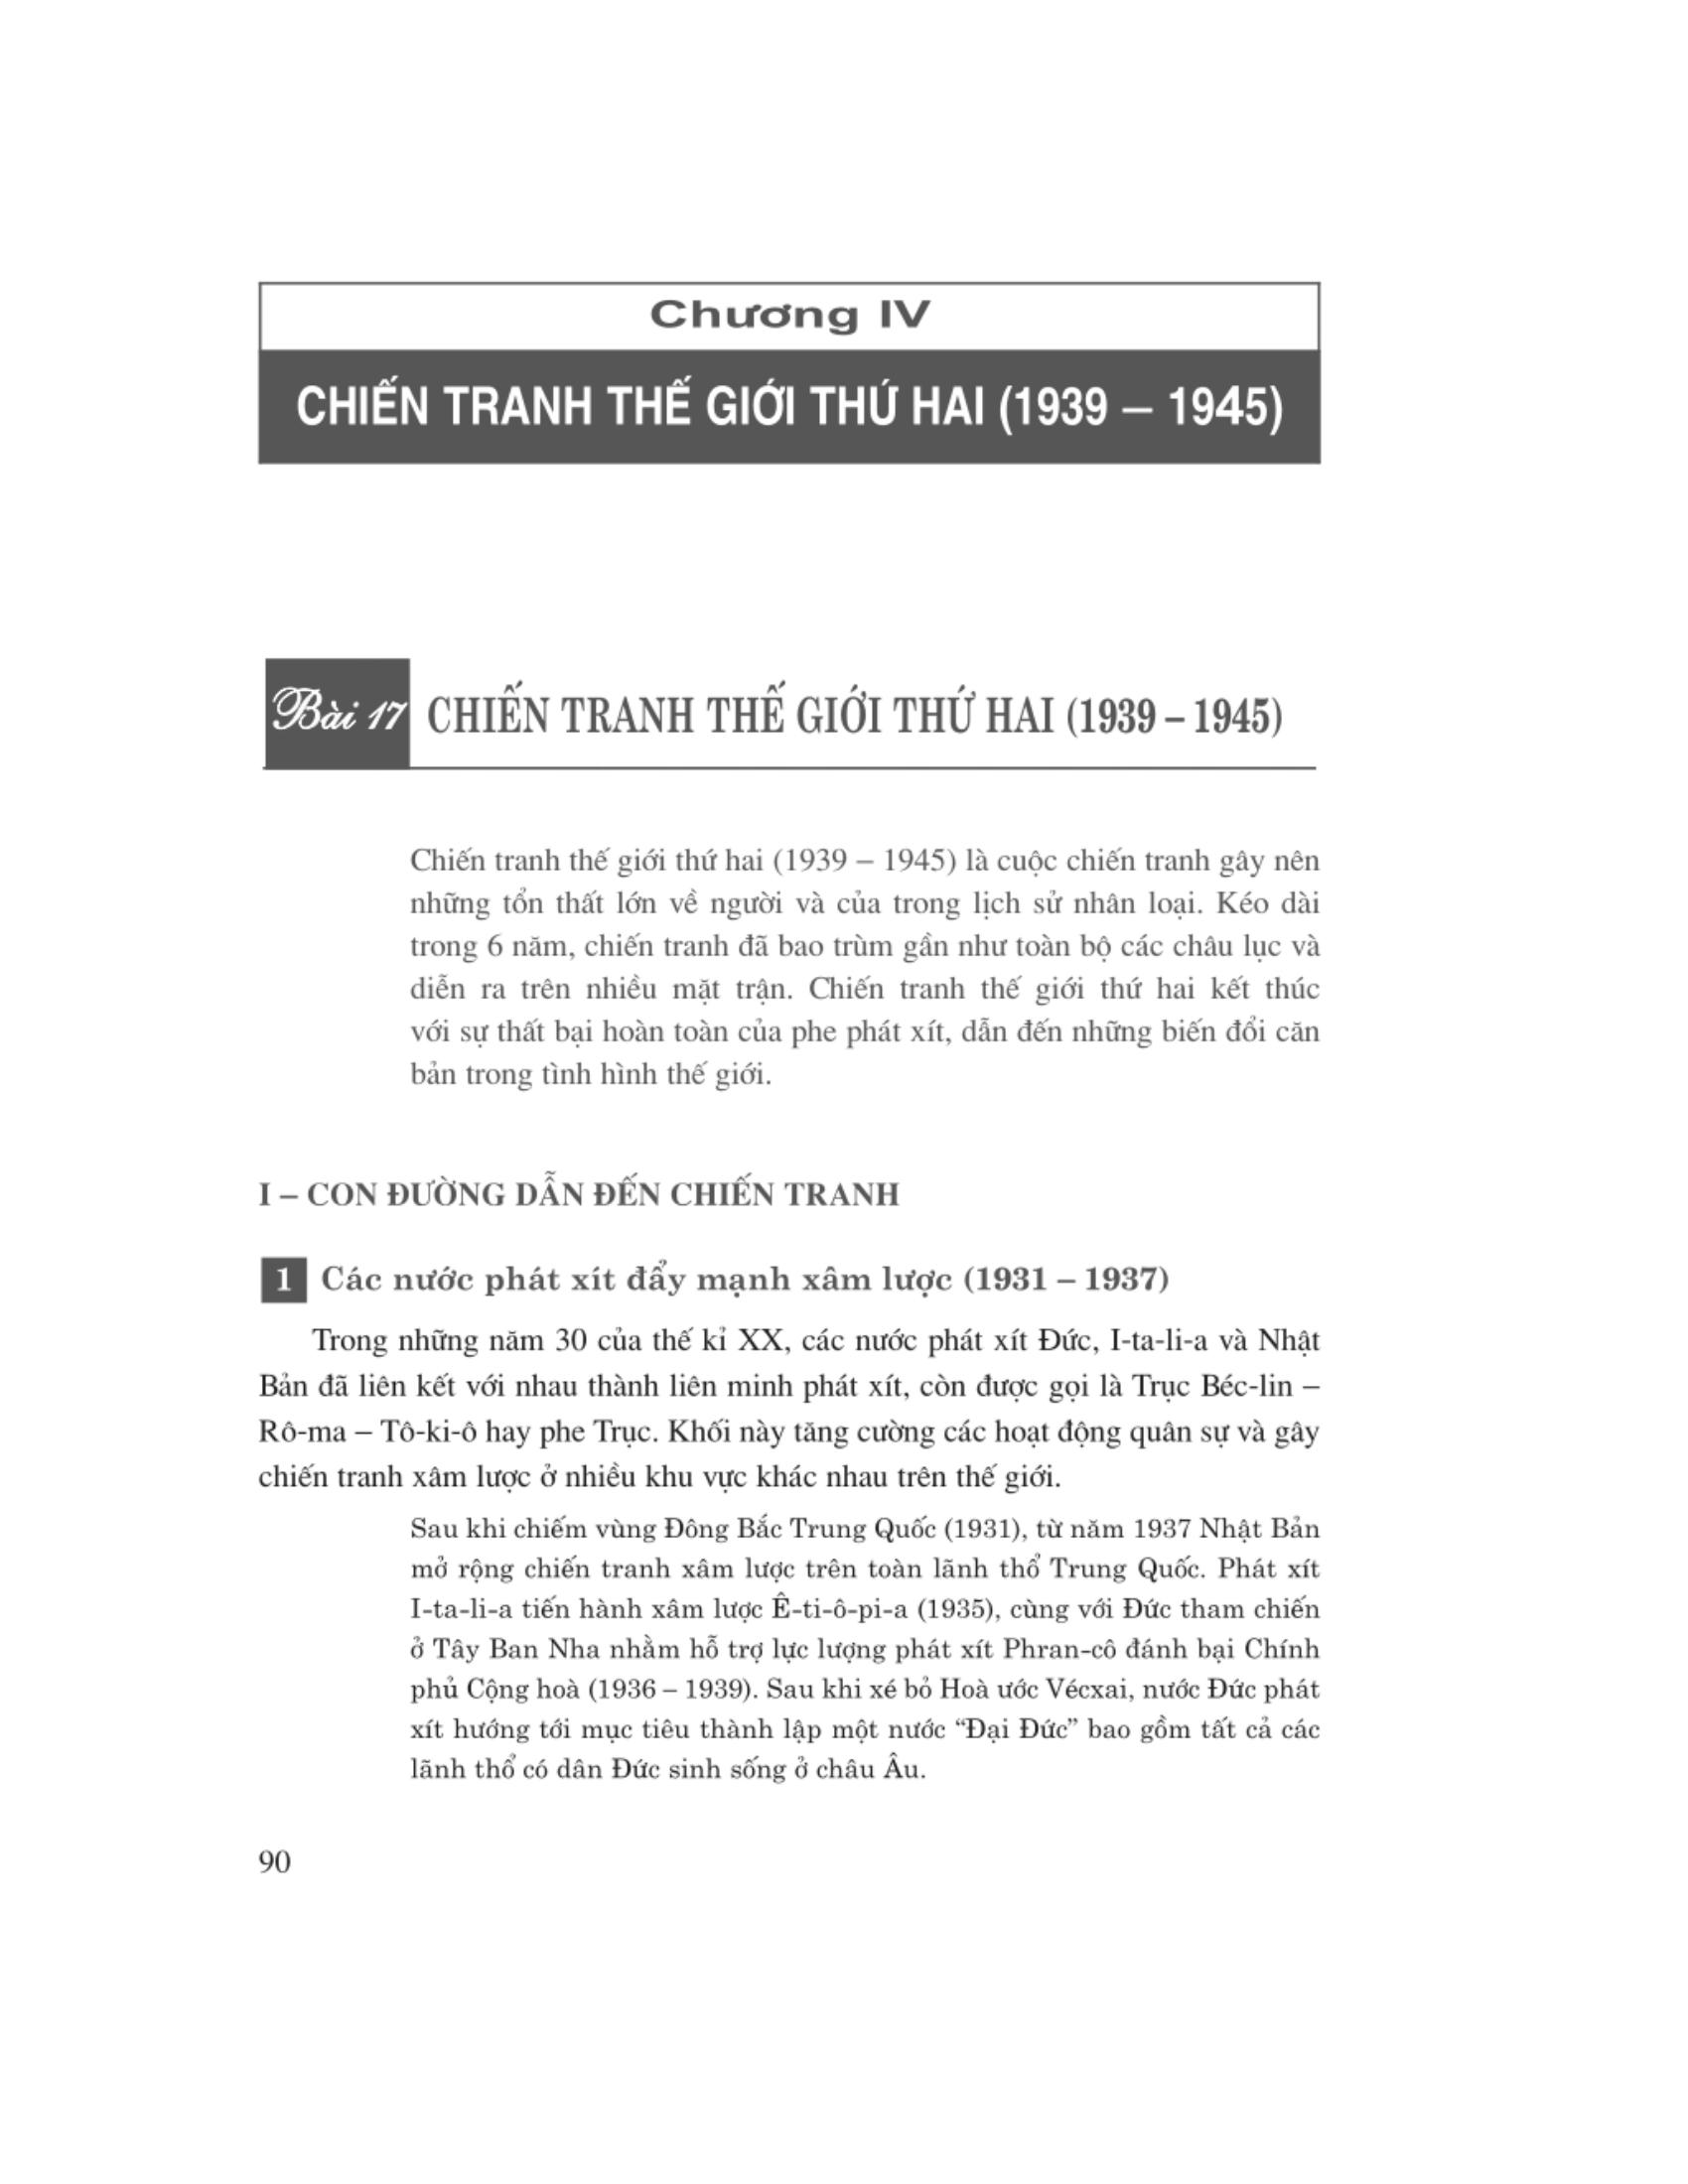 Chương IV
CHIẾN TRANH THẾ GIỚI THỨ HAI (1939 – 1945)
Bài 17 CHIẾN TRANH THẾ GIỚI THỨ HAI (1939 – 1945)
Chiến tranh thế giới thứ hai (1939 – 1945) là cuộc chiến tranh gây nên
những tổn thất lớn về người và của trong lịch sử nhân loại. Kéo dài
trong 6 năm, chiến tranh đã bao trùm gần như toàn bộ các châu lục và
diễn ra trên nhiều mặt trận. Chiến tranh thế giới thứ hai kết thúc
với sự thất bại hoàn toàn của phe phát xít, dẫn đến những biến đổi căn
bản trong tình hình thế giới.
I – CON ĐƯỜNG DẪN ĐẾN CHIẾN TRANH
1 Các nước phát xít đẩy mạnh xâm lược (1931 – 1937)
Trong những năm 30 của thế kỉ XX, các nước phát xít Đức, I-ta-li-a và Nhật
Bản đã liên kết với nhau thành liên minh phát xít, còn được gọi là Trục Béc-lin –
Rô-ma – Tô-ki-ô hay phe Trục. Khối này tăng cường các hoạt động quân sự và gây
chiến tranh xâm lược ở nhiều khu vực khác nhau trên thế giới.
Sau khi chiếm vùng Đông Bắc Trung Quốc (1931), từ năm 1937 Nhật Bản
mở rộng chiến tranh xâm lược trên toàn lãnh thổ Trung Quốc. Phát xít
I-ta-li-a tiến hành xâm lược Ê-ti-ô-pi-a (1935), cùng với Đức tham chiến
ở Tây Ban Nha nhằm hỗ trợ lực lượng phát xít Phran-cô đánh bại Chính
phủ Cộng hoà (1936 – 1939). Sau khi xé bỏ Hoà ước Vécxai, nước Đức phát
xít hướng tới mục tiêu thành lập một nước “Đại Đức” bao gồm tất cả các
lãnh thổ có dân Đức sinh sống ở châu Âu.
90